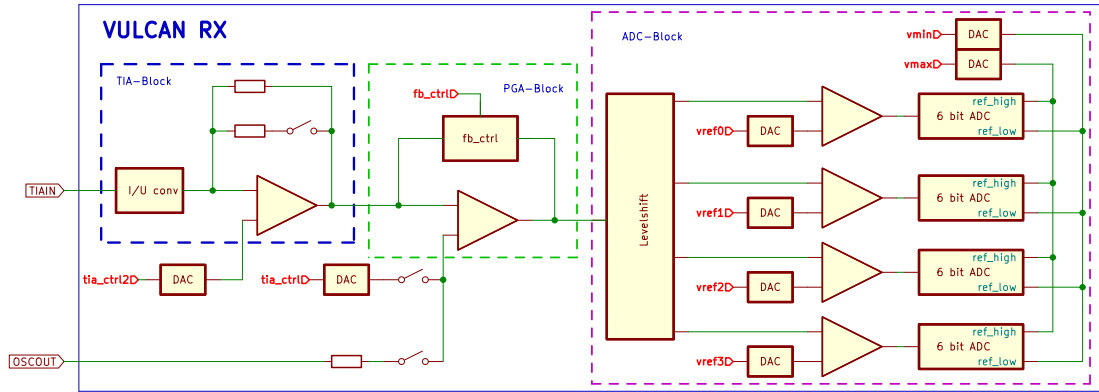 VULCAN RX
TIA-Block
PGA-Block
ADC-Block
vmin
DAC
vmax
DAC
fb_ctrl
fb_ctrl
TIAIN
I/U conv
tia_ctrl2
DAC
tia_ctrl
DAC
OSCOUT
Levelshift
vref0
DAC
ref_high
6 bit ADC
ref_low
vref1
DAC
ref_high
6 bit ADC
ref_low
vref2
DAC
ref_high
6 bit ADC
ref_low
vref3
DAC
ref_high
6 bit ADC
ref_low